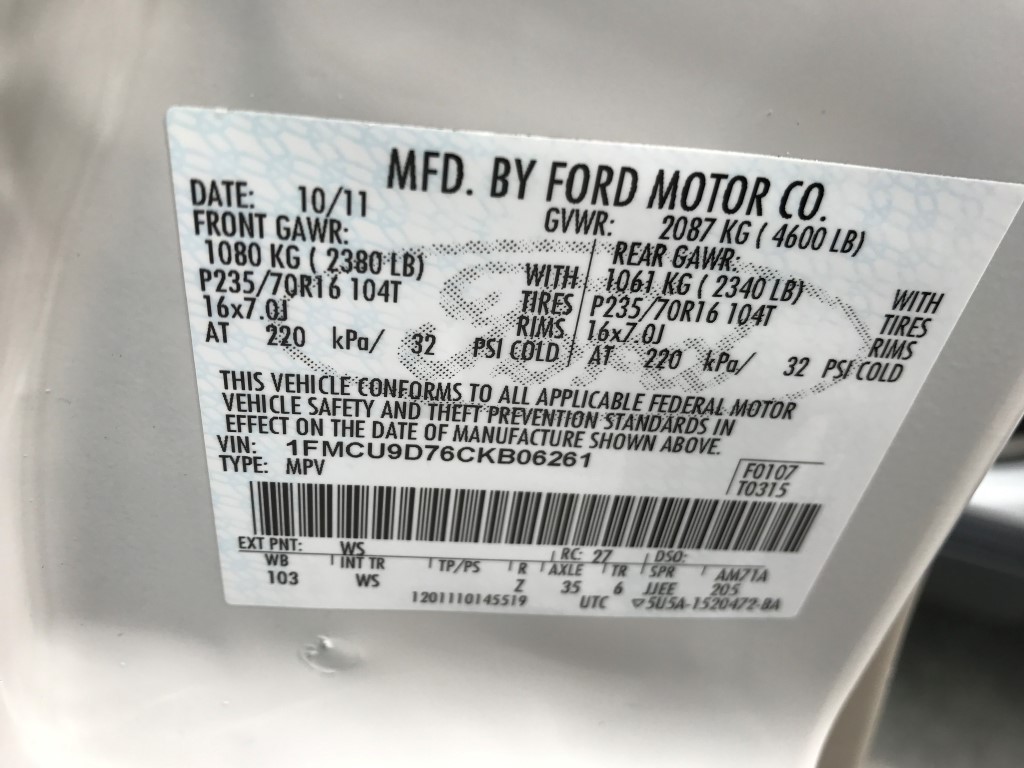 MFD. BY FORD MOTOR CO.
DATE: 10/11 GVWR: 2087 KG ( 4600 LB)
FRONT GAWR: REAR GAWR:
1080 KG ( 2380 LB) WITH 1061 KG ( 2340 LB) WITH
P235/70R16 104T TIRES P235/70R16 104T TIRES
16x7.0J RIMS 16x7.0J RIMS
AT 220 kPa/ 32 PSI COLD AT 220 kPa/ 32 PSI COLD
THIS VEHICLE CONFORMS TO ALL APPLICABLE FEDERAL MOTOR
VEHICLE SAFETY AND THEFT PREVENTION STANDARDS IN
EFFECT ON THE DATE OF MANUFACTURE SHOWN ABOVE.
VIN: 1FMCU9D76CKB06261
TYPE: MPV
F0107
T0315
EXT PNT: WS RC: 27 DSO:
WB INT TR TP/PS R AXLE TR SPR AM71A
103 WS Z 35 6 JJEE 205
1201110145519 UTC ▽5U5A-1520472-BA